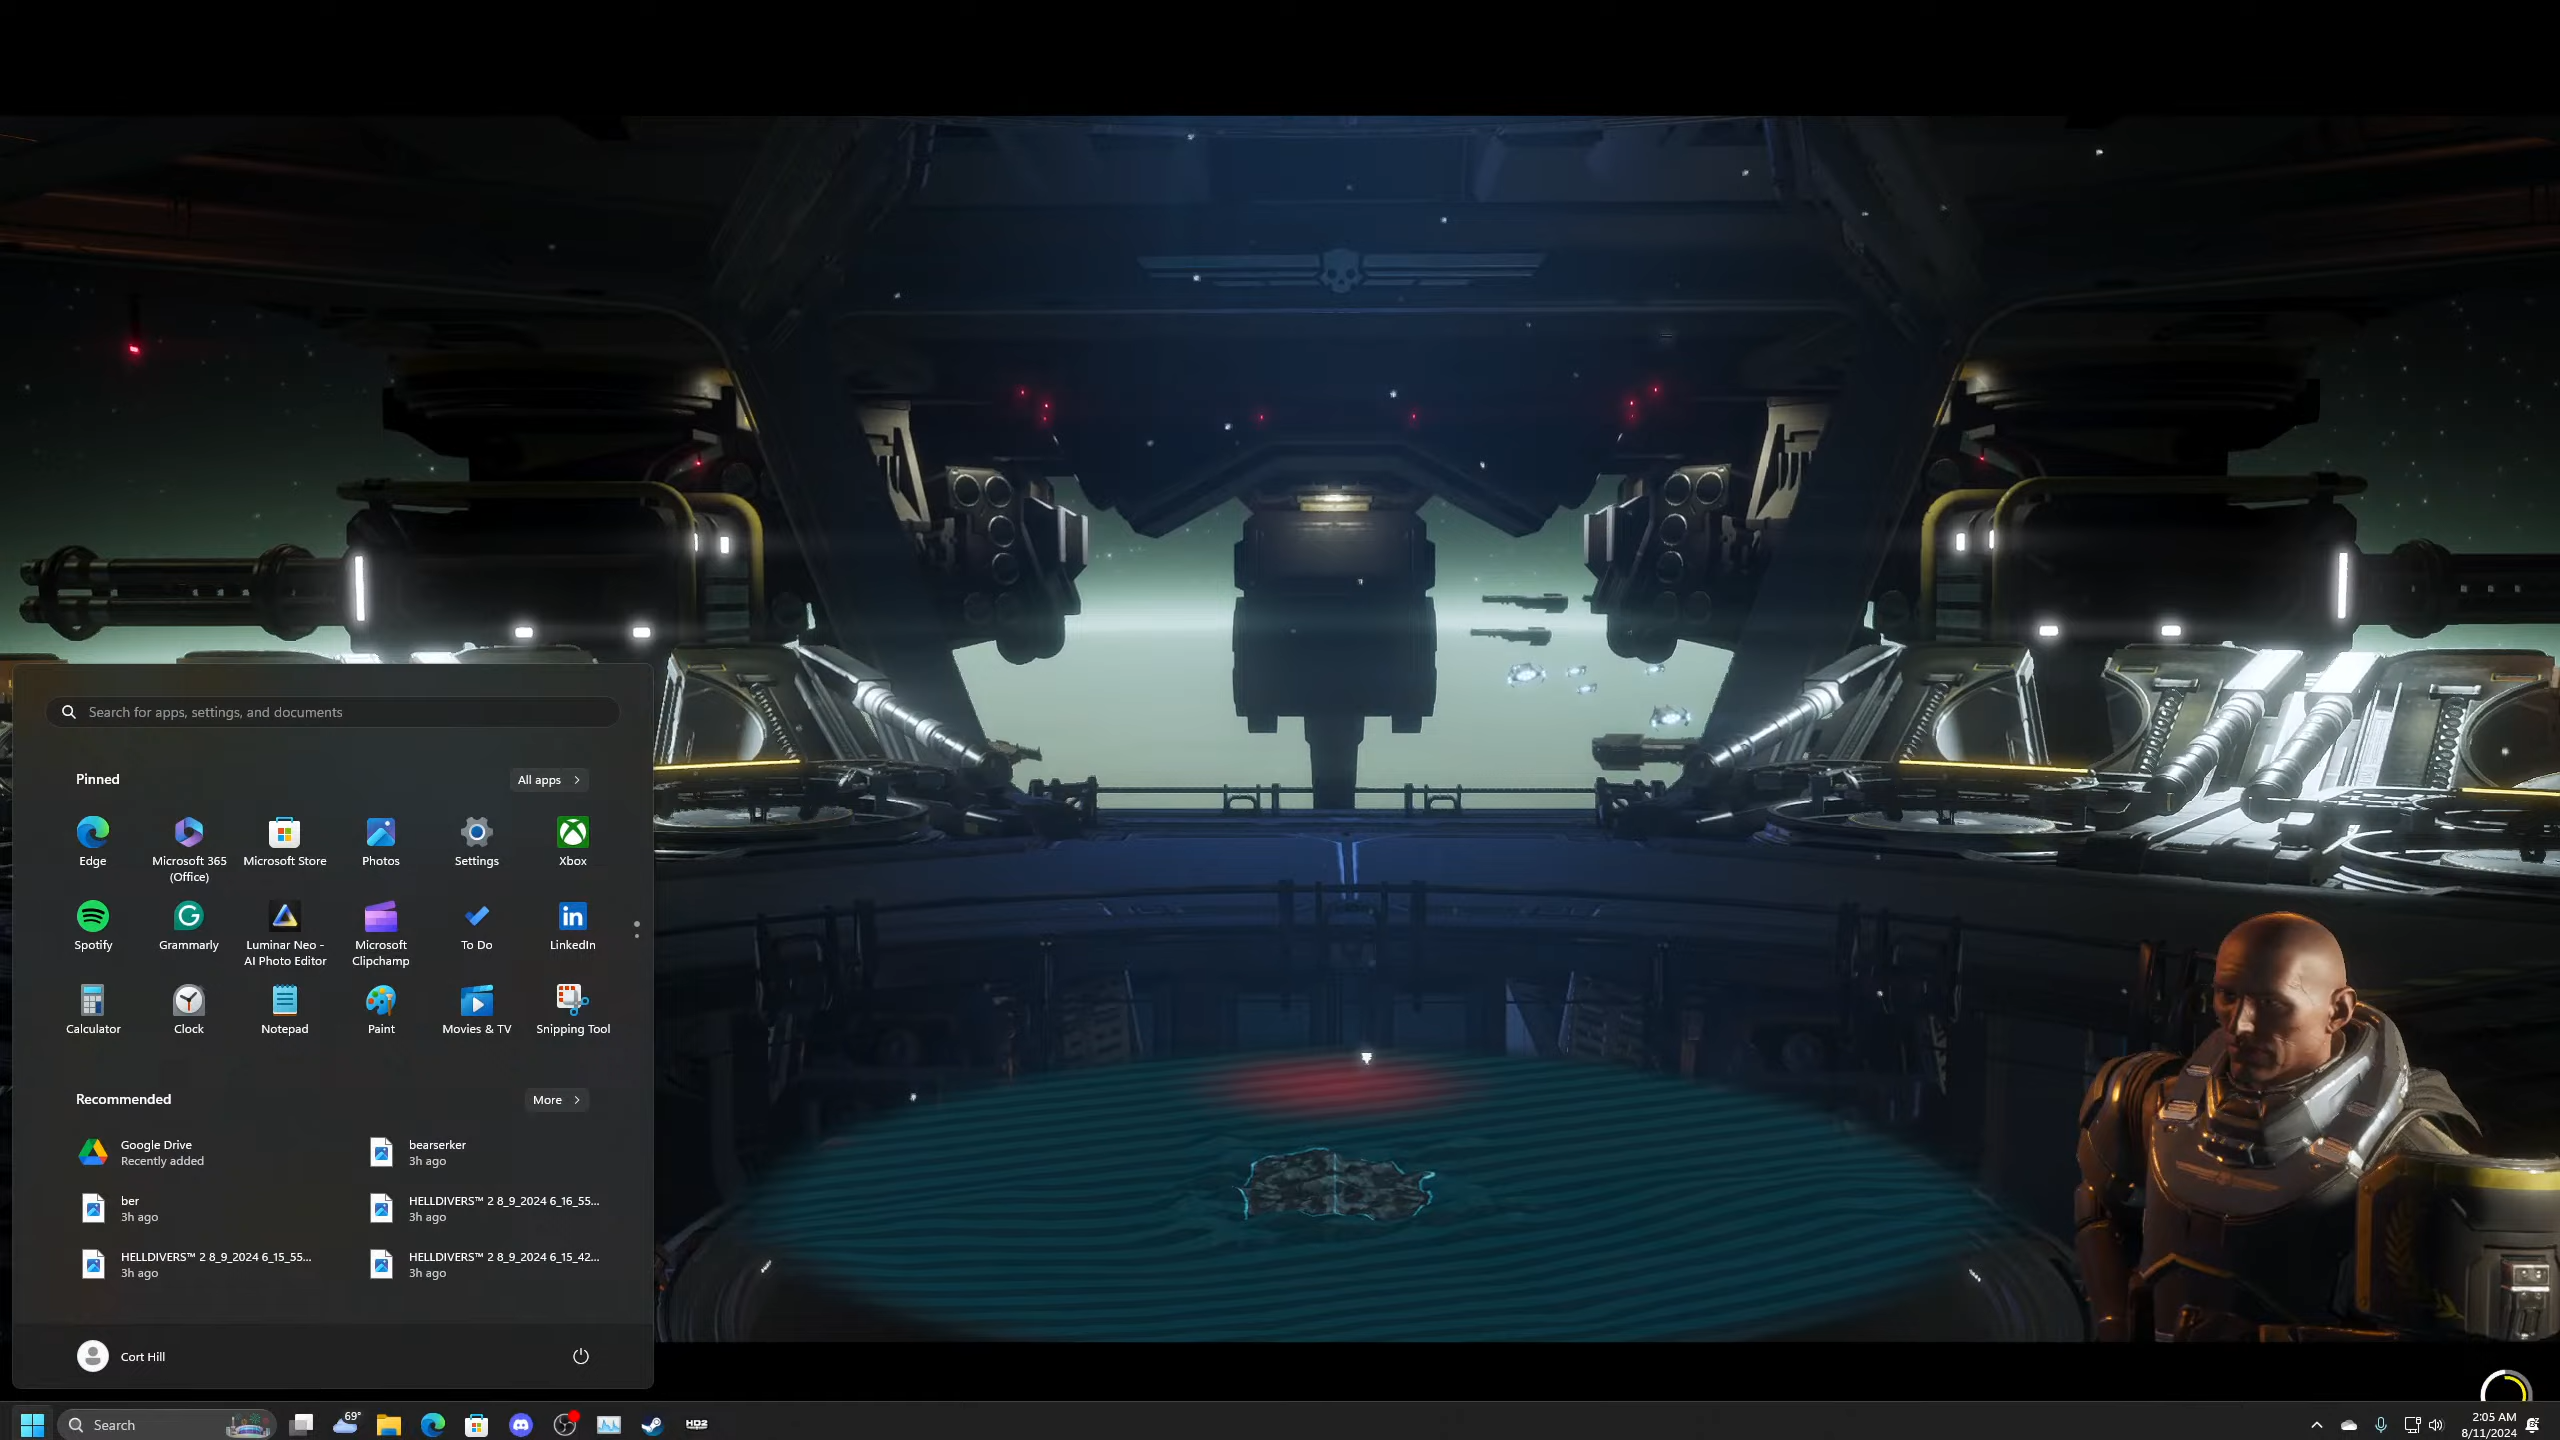 Search for apps, settings, and documents
Pinned
All apps
Edge
Microsoft 365
(Office)
Microsoft Store
Photos
Settings
Xbox
Spotify
Grammarly
Luminar Neo -
AI Photo Editor
Microsoft
Clipchamp
To Do
LinkedIn
Calculator
Clock
Notepad
Paint
Movies & TV
Snipping Tool
Recommended
More
Google Drive
Recently added
bearserker
3h ago
ber
3h ago
HELLDIVERS™ 2 8_9_2024 6_16_55...
3h ago
HELLDIVERS™ 2 8_9_2024 6_15_55...
3h ago
HELLDIVERS™ 2 8_9_2024 6_15_42...
3h ago
Cort Hill
Search
69°
HD2
2:05 AM
8/11/2024